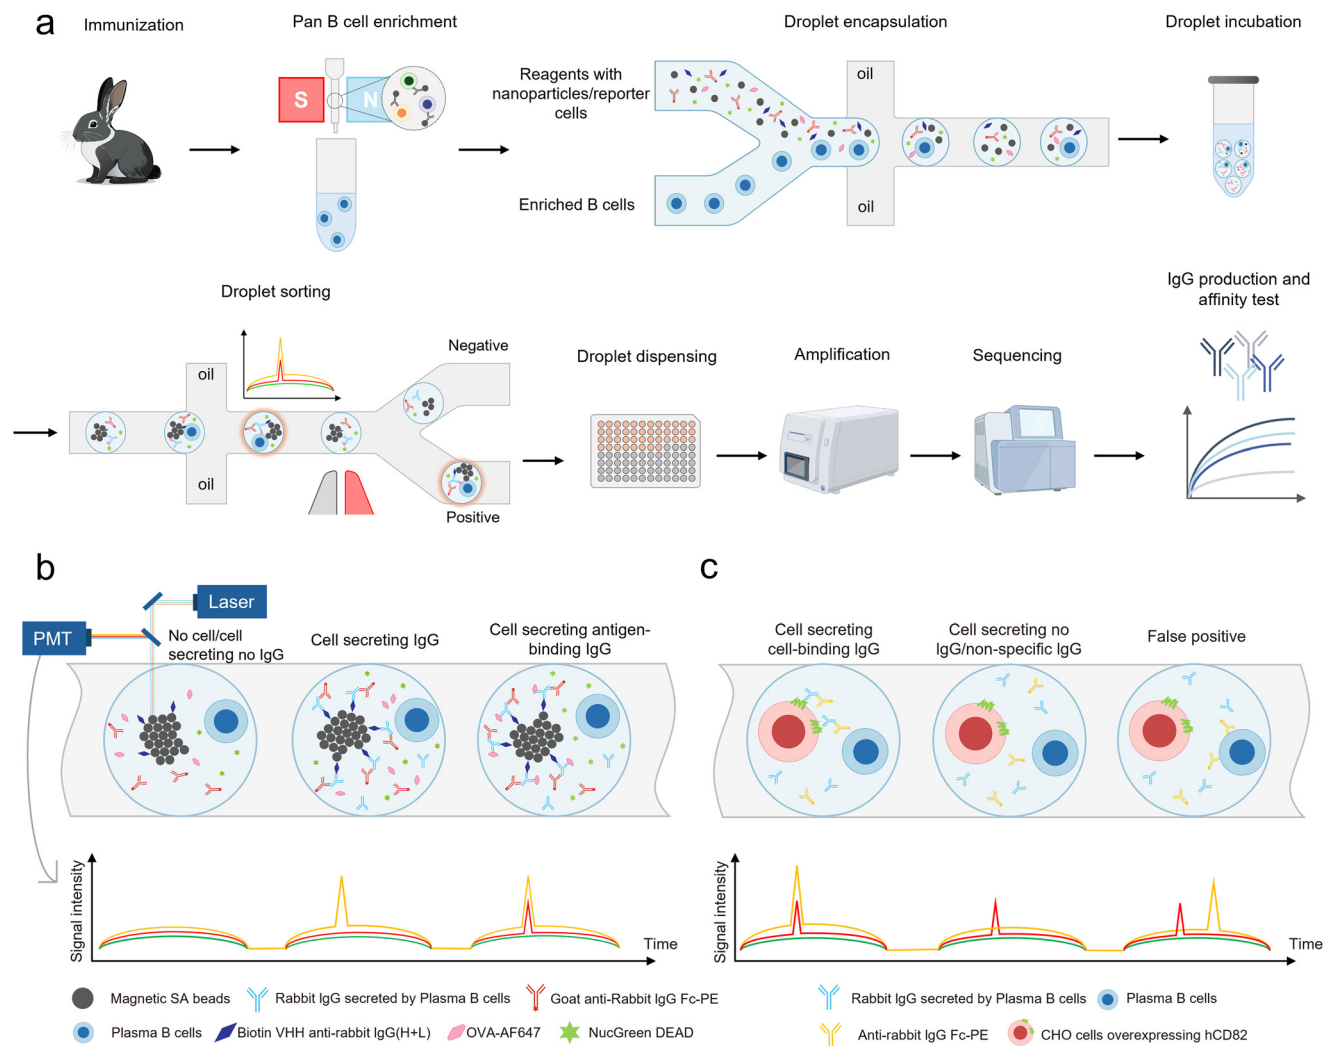 a
Immunization
Pan B cell enrichment
Droplet encapsulation
Droplet incubation
S
N
Reagents with
nanoparticles/reporter
cells
oil
Enriched B cells
oil
Droplet sorting
IgG production and
affinity test
oil
Negative
Droplet dispensing
Amplification
Sequencing
oil
Positive
b
Laser
PMT
No cell/cell
secreting no IgG
Cell secreting IgG
Cell secreting antigen-
binding IgG
Signal intensity
Time
Magnetic SA beads
Rabbit IgG secreted by Plasma B cells
Goat anti-Rabbit IgG Fc-PE
Plasma B cells
Biotin VHH anti-rabbit IgG(H+L)
OVA-AF647
NucGreen DEAD
c
Cell secreting
cell-binding IgG
Cell secreting no
IgG/non-specific IgG
False positive
Signal intensity
Time
Rabbit IgG secreted by Plasma B cells
Plasma B cells
Anti-rabbit IgG Fc-PE
CHO cells overexpressing hCD82